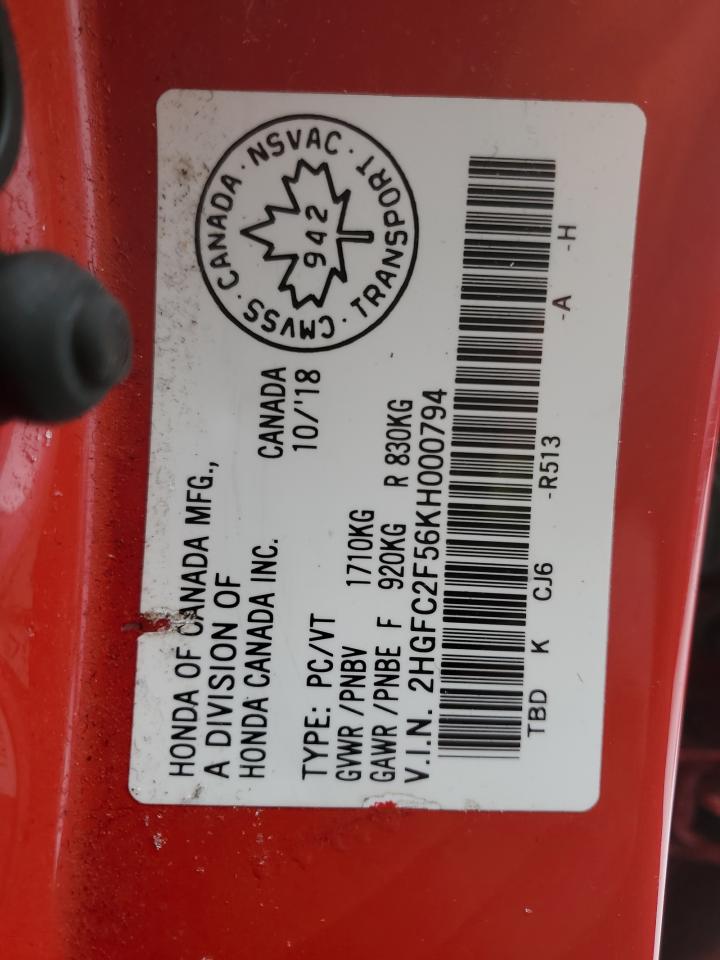 HONDA OF CANADA MFG.,
A DIVISION OF
HONDA CANADA INC.
CANADA
10/'18
CMVSS · CANADA · NSVAC · TRANSPORT ·
942
TYPE: PC/VT
GVWR /PNBV 1710KG
GAWR /PNBE F 920KG R 830KG
V.I.N. 2HGFC2F56KH000794
TBD K CJ6 -R513 -A -H